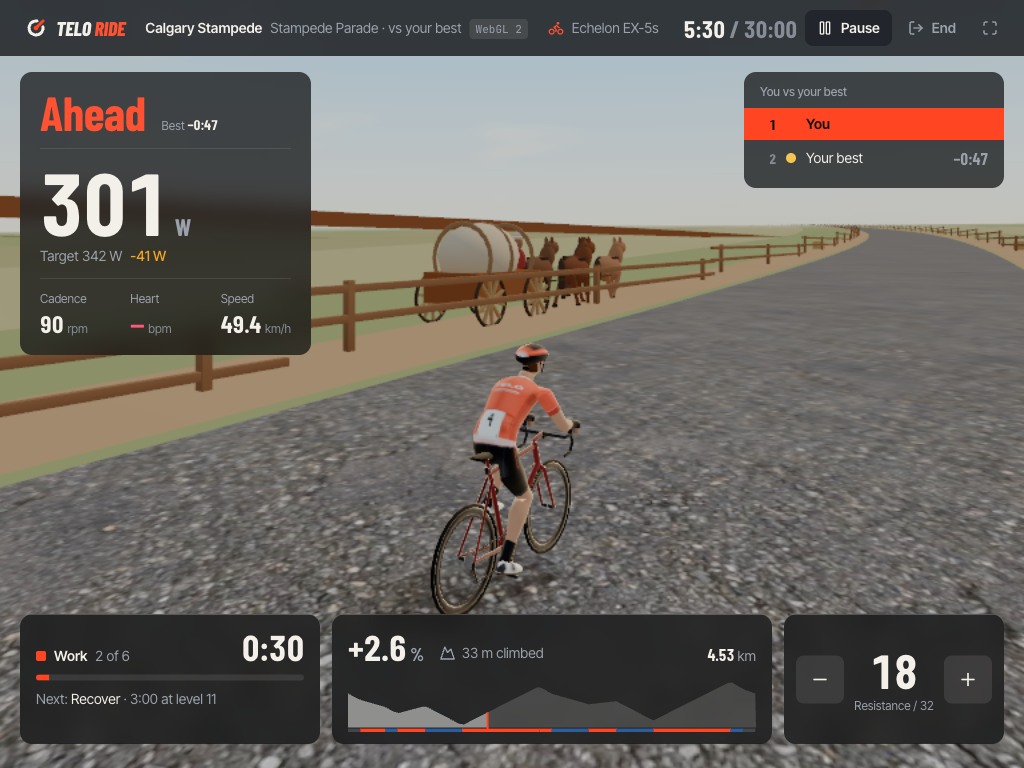 TELO RIDE Calgary Stampede Stampede Parade · vs your best WebGL 2 Echelon EX-5s 5:30 / 30:00 Pause End
Ahead Best −0:47
301 W
Target 342 W -41 W
Cadence Heart Speed
90 rpm — bpm 49.4 km/h
You vs your best
1 You
2 Your best −0:47
4
Work 2 of 6 0:30
Next: Recover · 3:00 at level 11
+2.6 % 33 m climbed 4.53 km
− 18 +
Resistance / 32